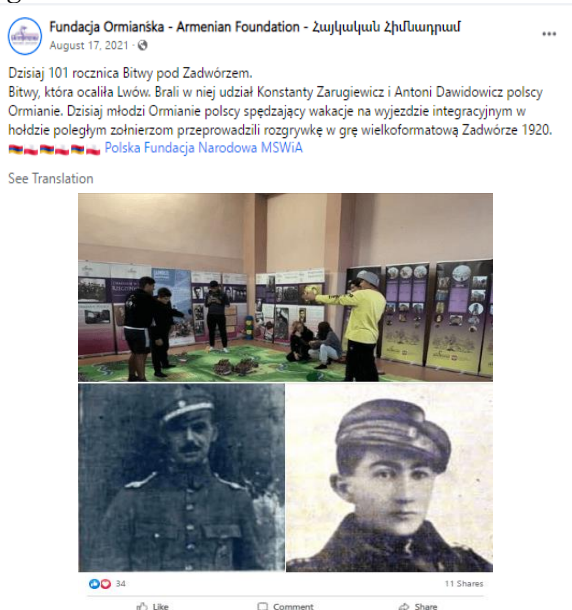 Fundacja Ormiańska - Armenian Foundation - Հայկական Հիմնադրամ
August 17, 2021 ·
Dzisiaj 101 rocznica Bitwy pod Zadwórzem.
Bitwy, która ocaliła Lwów. Brali w niej udział Konstanty Zarugiewicz i Antoni Dawidowicz polscy
Ormianie. Dzisiaj młodzi Ormianie polscy spędzający wakacje na wyjezdzie integracyjnym w
hołdzie poległym zołnierzom przeprowadzili rozgrywkę w grę wielkoformatową Zadwórze 1920.
🇦🇲🇵🇱🇦🇲🇵🇱🇦🇲🇵🇱 Polska Fundacja Narodowa MSWiA
See Translation
34
11 Shares
Like
Comment
Share